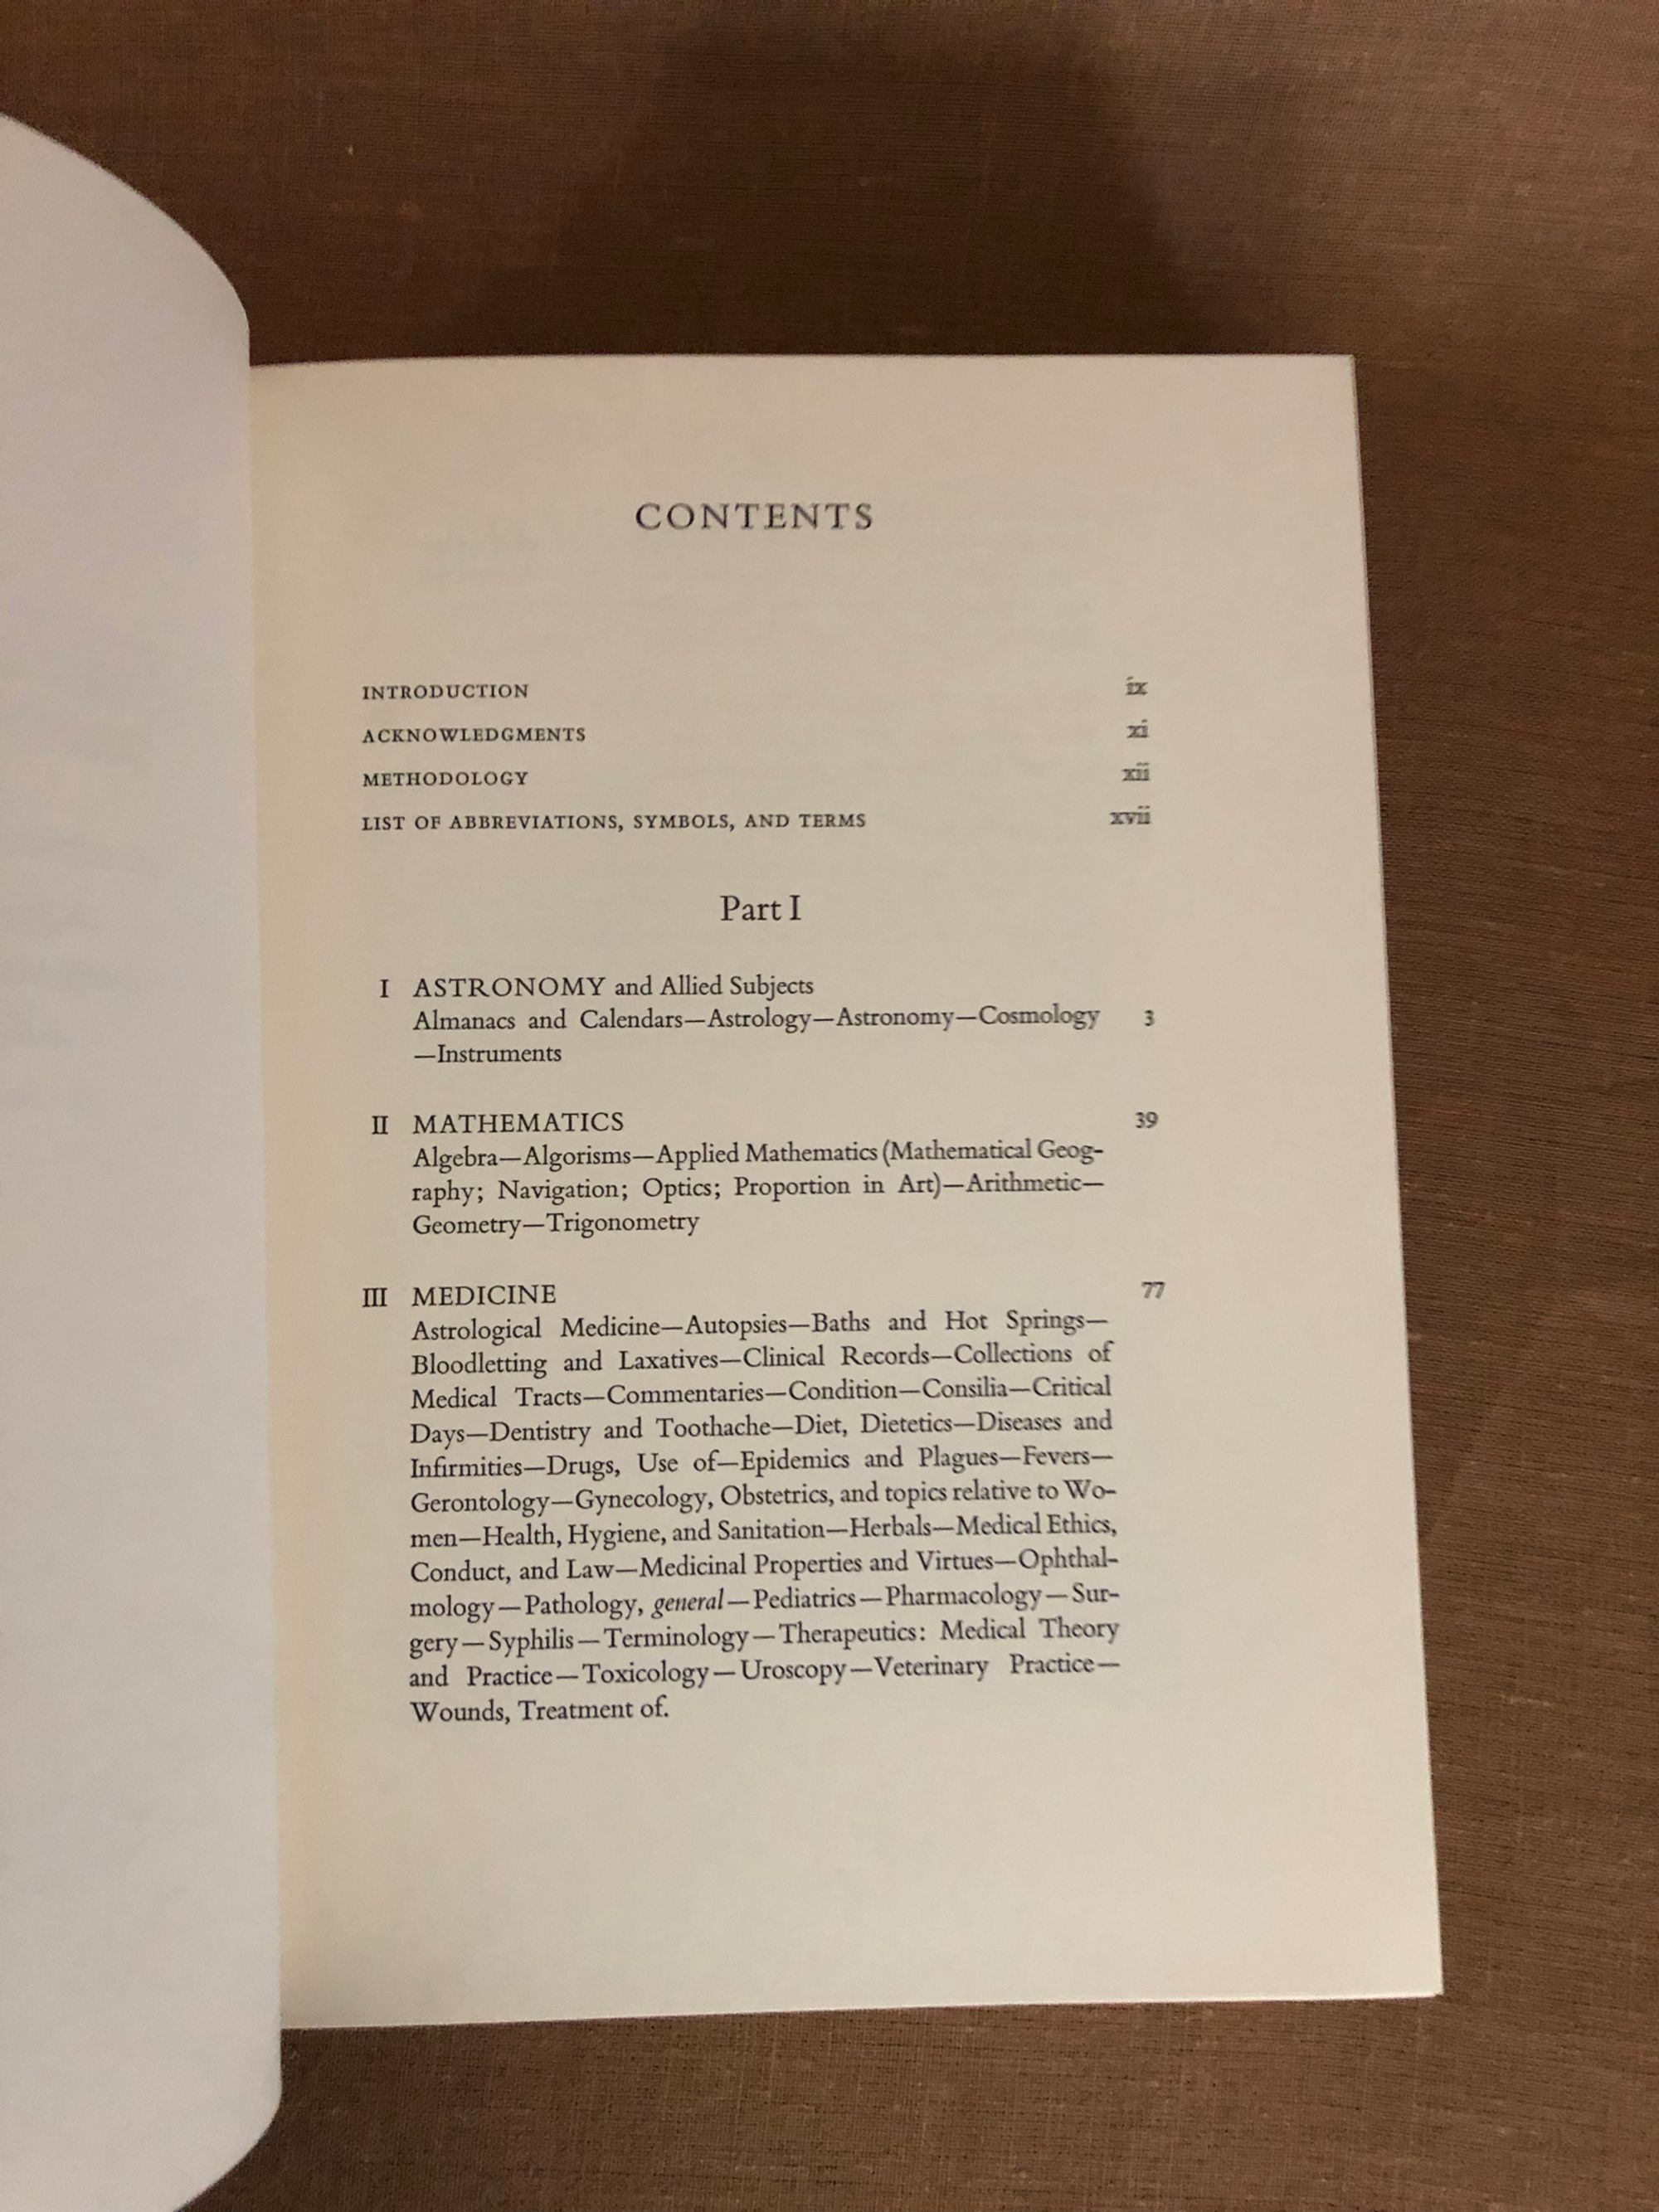 CONTENTS
INTRODUCTION ix
ACKNOWLEDGMENTS xi
METHODOLOGY xii
LIST OF ABBREVIATIONS, SYMBOLS, AND TERMS xvii
Part I
I ASTRONOMY and Allied Subjects
Almanacs and Calendars—Astrology—Astronomy—Cosmology 3
—Instruments
II MATHEMATICS 39
Algebra—Algorisms—Applied Mathematics (Mathematical Geog-
raphy; Navigation; Optics; Proportion in Art)—Arithmetic—
Geometry—Trigonometry
III MEDICINE 77
Astrological Medicine—Autopsies—Baths and Hot Springs—
Bloodletting and Laxatives—Clinical Records—Collections of
Medical Tracts—Commentaries—Condition—Consilia—Critical
Days—Dentistry and Toothache—Diet, Dietetics—Diseases and
Infirmities—Drugs, Use of—Epidemics and Plagues—Fevers—
Gerontology—Gynecology, Obstetrics, and topics relative to Wo-
men—Health, Hygiene, and Sanitation—Herbals—Medical Ethics,
Conduct, and Law—Medicinal Properties and Virtues—Ophthal-
mology—Pathology, general—Pediatrics—Pharmacology—Sur-
gery—Syphilis—Terminology—Therapeutics: Medical Theory
and Practice—Toxicology—Uroscopy—Veterinary Practice—
Wounds, Treatment of.